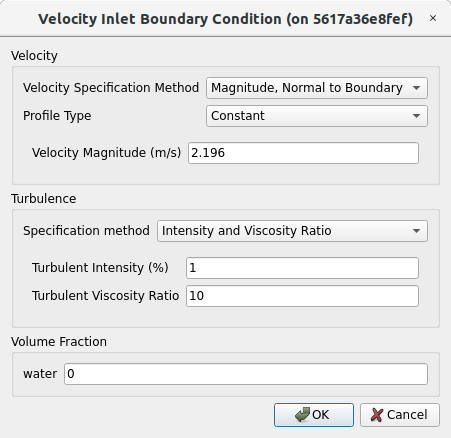 Velocity Inlet Boundary Condition (on 5617a36e8fef) ×
Velocity
Velocity Specification Method Magnitude, Normal to Boundary
Profile Type Constant
Velocity Magnitude (m/s) 2.196
Turbulence
Specification method Intensity and Viscosity Ratio
Turbulent Intensity (%) 1
Turbulent Viscosity Ratio 10
Volume Fraction
water 0
OK Cancel